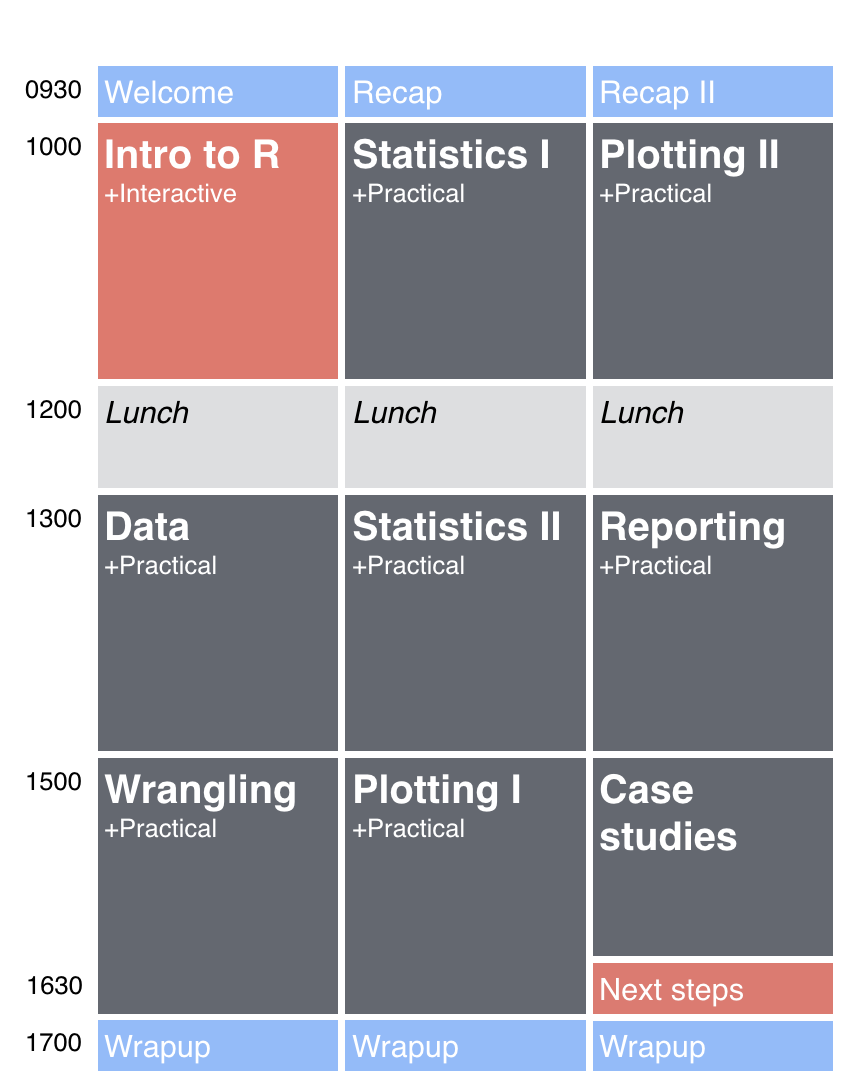 0930
Welcome
Recap
Recap II
1000
Intro to R
+Interactive
Statistics I
+Practical
Plotting II
+Practical
1200
Lunch
Lunch
Lunch
1300
Data
+Practical
Statistics II
+Practical
Reporting
+Practical
1500
Wrangling
+Practical
Plotting I
+Practical
Case
studies
1630
Next steps
1700
Wrapup
Wrapup
Wrapup